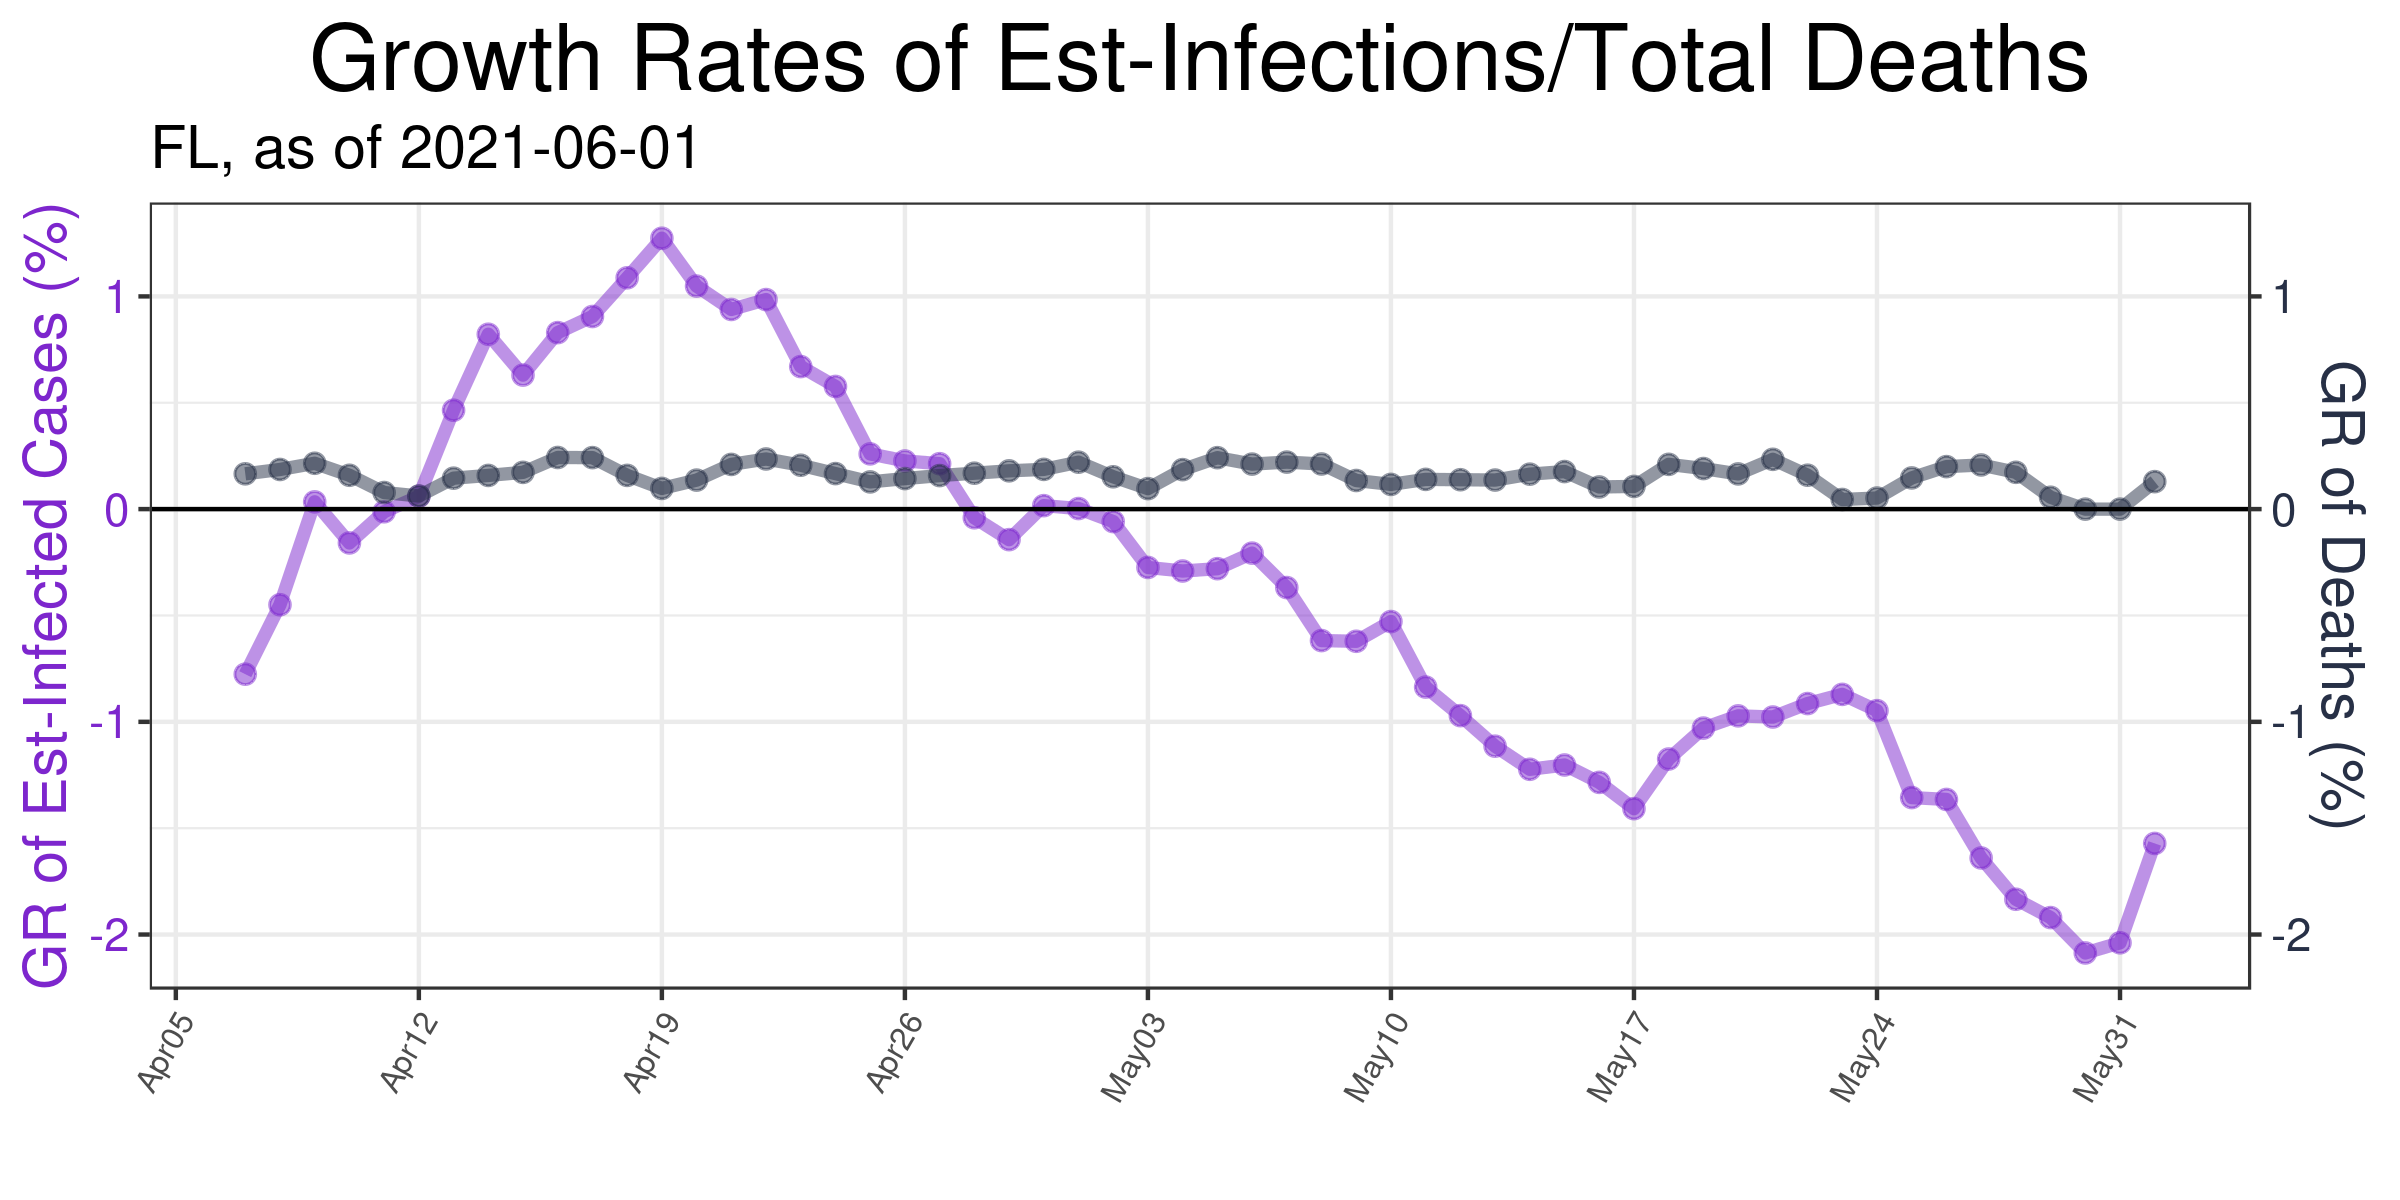 Growth Rates of Est-Infections/Total Deaths
FL, as of 2021-06-01
GR of Est-Infected Cases (%)
1
0
-1
-2
1
0
-1
-2
GR of Deaths (%)
Apr05
Apr12
Apr19
Apr26
May03
May10
May17
May24
May31